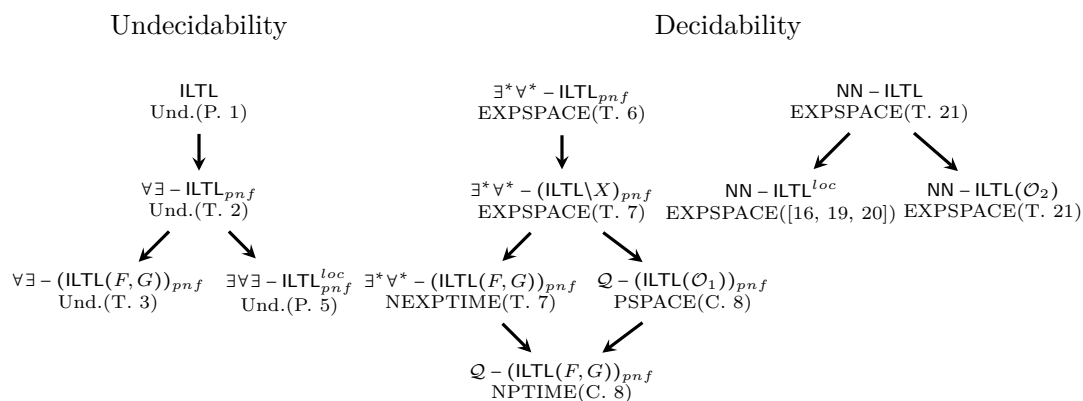 Undecidability
Decidability
ILTL
Und.(P. 1)
∀∃ – ILTL_pnf
Und.(T. 2)
∀∃ – (ILTL(F, G))_pnf
Und.(T. 3)
∃∀∃ – ILTL^loc_pnf
Und.(P. 5)
∃*∀* – ILTL_pnf
EXPSPACE(T. 6)
∃*∀* – (ILTL\X)_pnf
EXPSPACE(T. 7)
∃*∀* – (ILTL(F, G))_pnf
NEXPTIME(T. 7)
𝒬 – (ILTL(𝒪₁))_pnf
PSPACE(C. 8)
𝒬 – (ILTL(F, G))_pnf
NPTIME(C. 8)
NN – ILTL
EXPSPACE(T. 21)
NN – ILTL^loc
EXPSPACE([16, 19, 20])
NN – ILTL(𝒪₂)
EXPSPACE(T. 21)